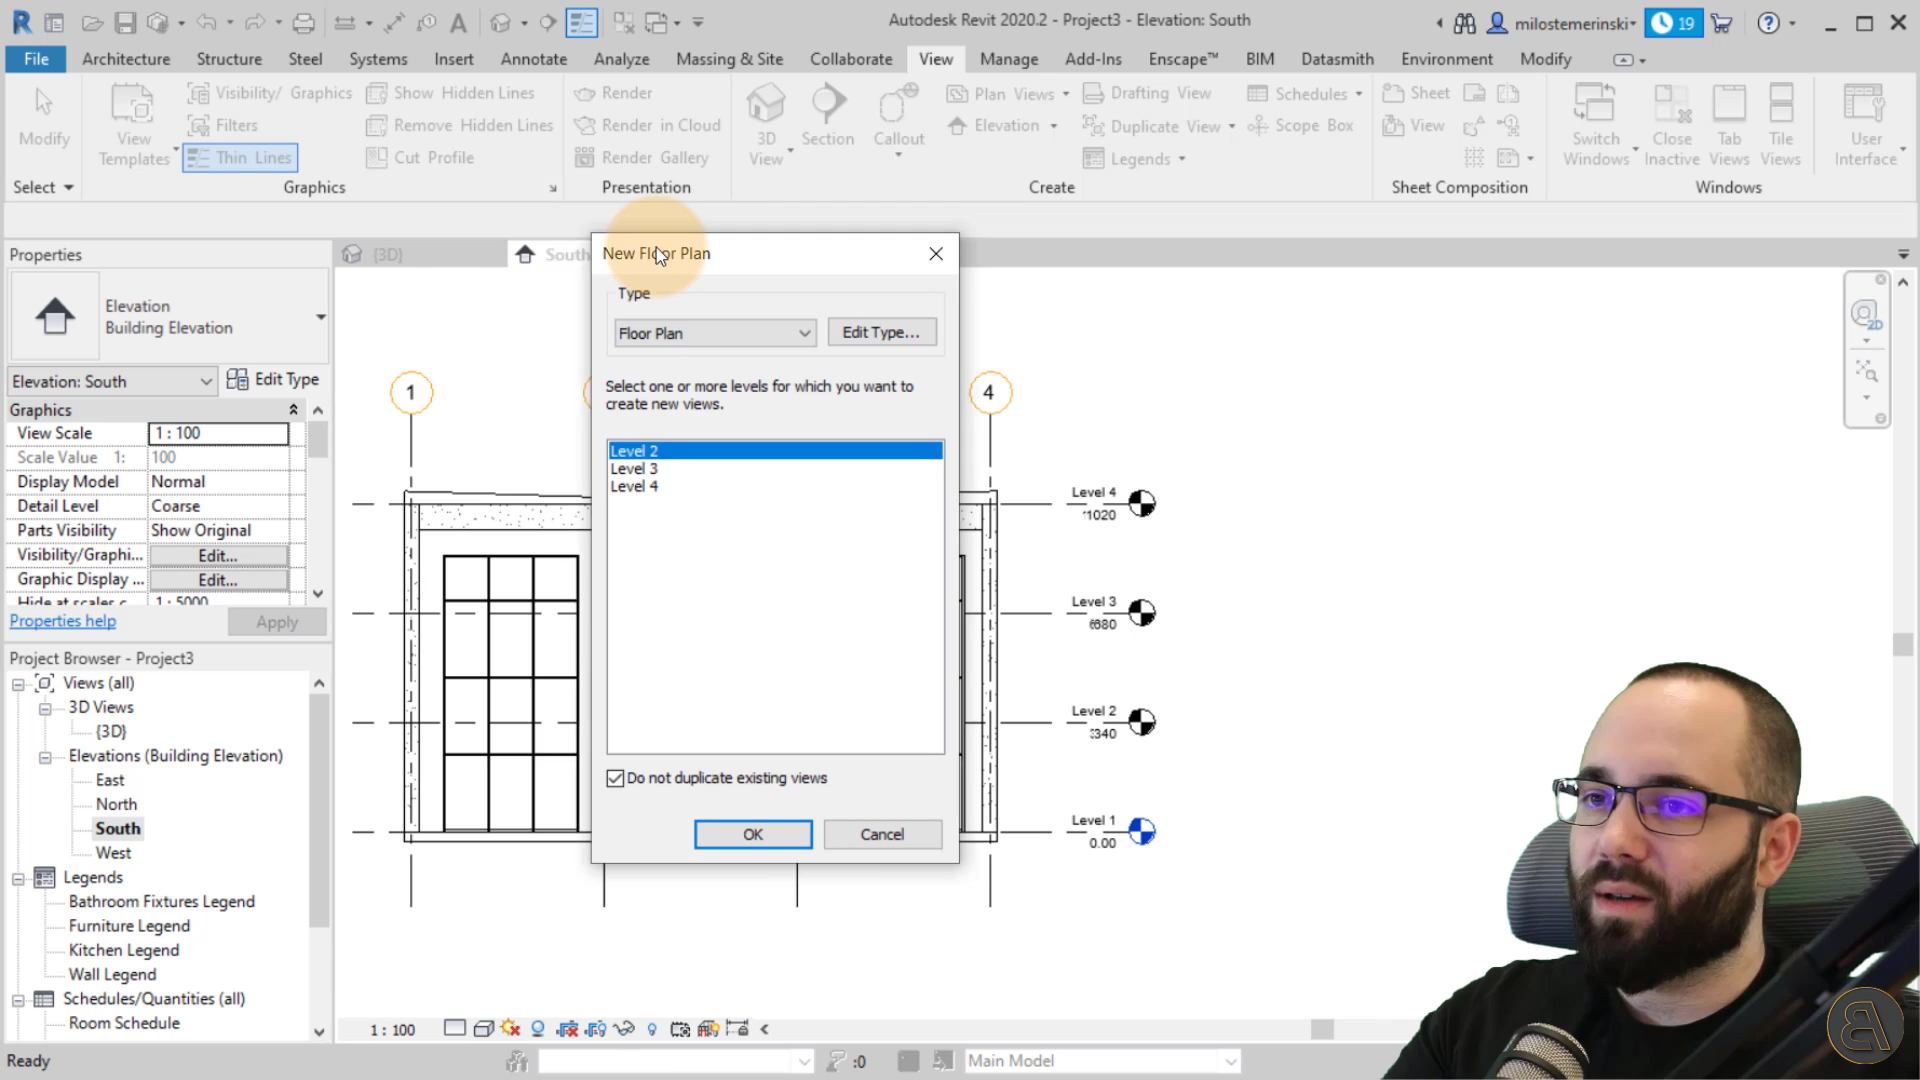 Autodesk Revit 2020.2 - Project3 - Elevation: South
milostemerinski
19
File Architecture Structure Steel Systems Insert Annotate Analyze Massing & Site Collaborate View Manage Add-Ins Enscape™ BIM Datasmith Environment Modify
Modify
Select
View Templates
Visibility/ Graphics
Filters
Thin Lines
Show Hidden Lines
Remove Hidden Lines
Cut Profile
Graphics
Render
Render in Cloud
Render Gallery
Presentation
3D View
Section
Callout
Plan Views
Elevation
Drafting View
Duplicate View
Legends
Schedules
Scope Box
Create
Sheet
View
Sheet Composition
Switch Windows
Close Inactive
Tab Views
Tile Views
User Interface
Windows
Properties
Elevation
Building Elevation
Elevation: South
Edit Type
Graphics
View Scale 1 : 100
Scale Value 1: 100
Display Model Normal
Detail Level Coarse
Parts Visibility Show Original
Visibility/Graphi... Edit...
Graphic Display ... Edit...
Hide at scales c... 1 : 5000
Properties help
Apply
Project Browser - Project3
Views (all)
3D Views
{3D}
Elevations (Building Elevation)
East
North
South
West
Legends
Bathroom Fixtures Legend
Furniture Legend
Kitchen Legend
Wall Legend
Schedules/Quantities (all)
Room Schedule
{3D}
South
New Floor Plan
Type
Floor Plan
Edit Type...
Select one or more levels for which you want to
create new views.
Level 2
Level 3
Level 4
Do not duplicate existing views
OK
Cancel
1
4
Level 4
11020
Level 3
Level 2
3340
Level 1
0.00
2D
1 : 100
Ready
:0
Main Model